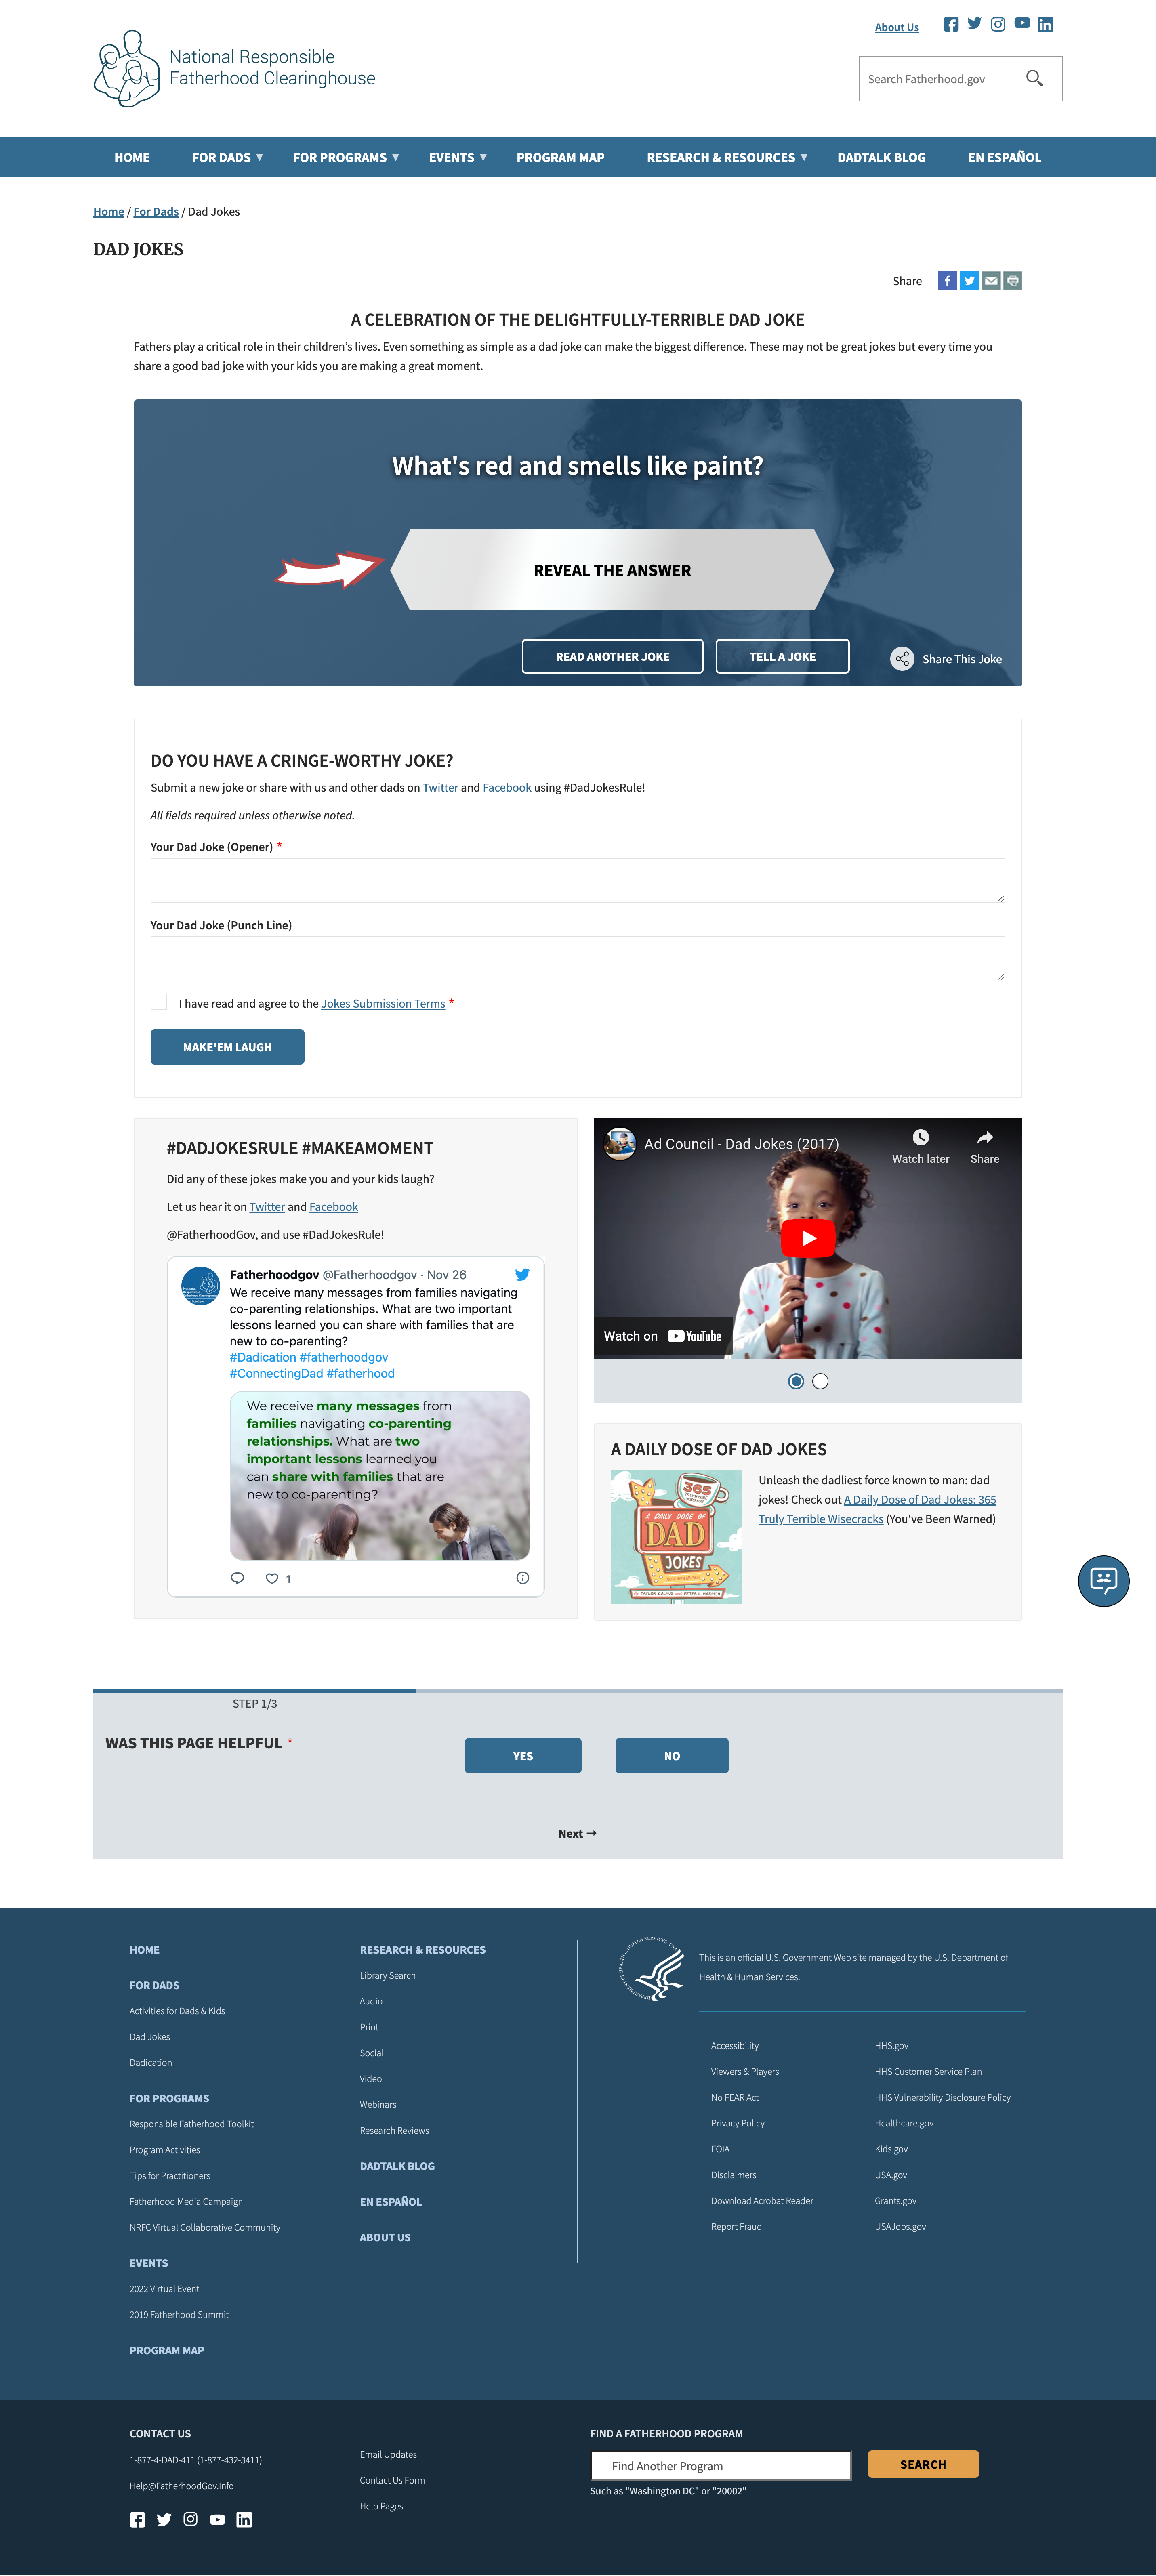 About Us
National Responsible
Fatherhood Clearinghouse
Search Fatherhood.gov
HOME FOR DADS FOR PROGRAMS EVENTS PROGRAM MAP RESEARCH & RESOURCES DADTALK BLOG EN ESPAÑOL
Home / For Dads / Dad Jokes
DAD JOKES
Share
A CELEBRATION OF THE DELIGHTFULLY-TERRIBLE DAD JOKE
Fathers play a critical role in their children's lives. Even something as simple as a dad joke can make the biggest difference. These may not be great jokes but every time you
share a good bad joke with your kids you are making a great moment.
What's red and smells like paint?
REVEAL THE ANSWER
READ ANOTHER JOKE
TELL A JOKE
Share This Joke
DO YOU HAVE A CRINGE-WORTHY JOKE?
Submit a new joke or share with us and other dads on Twitter and Facebook using #DadJokesRule!
All fields required unless otherwise noted.
Your Dad Joke (Opener) *
Your Dad Joke (Punch Line)
I have read and agree to the Jokes Submission Terms *
MAKE'EM LAUGH
#DADJOKESRULE #MAKEAMOMENT
Did any of these jokes make you and your kids laugh?
Let us hear it on Twitter and Facebook
@FatherhoodGov, and use #DadJokesRule!
Fatherhoodgov @Fatherhoodgov · Nov 26
We receive many messages from families navigating
co-parenting relationships. What are two important
lessons learned you can share with families that are
new to co-parenting?
#Dadication #fatherhoodgov
#ConnectingDad #fatherhood
We receive many messages from
families navigating co-parenting
relationships. What are two
important lessons learned you
can share with families that are
new to co-parenting?
1
Ad Council - Dad Jokes (2017)
Watch later
Share
Watch on YouTube
A DAILY DOSE OF DAD JOKES
365
A DAILY DOSE OF
DAD
JOKES
BY TAYLOR CALMUS and PETER L. HARMON
Unleash the dadliest force known to man: dad
jokes! Check out A Daily Dose of Dad Jokes: 365
Truly Terrible Wisecracks (You've Been Warned)
STEP 1/3
WAS THIS PAGE HELPFUL *
YES
NO
Next →
HOME
FOR DADS
Activities for Dads & Kids
Dad Jokes
Dadication
FOR PROGRAMS
Responsible Fatherhood Toolkit
Program Activities
Tips for Practitioners
Fatherhood Media Campaign
NRFC Virtual Collaborative Community
EVENTS
2022 Virtual Event
2019 Fatherhood Summit
PROGRAM MAP
RESEARCH & RESOURCES
Library Search
Audio
Print
Social
Video
Webinars
Research Reviews
DADTALK BLOG
EN ESPAÑOL
ABOUT US
This is an official U.S. Government Web site managed by the U.S. Department of
Health & Human Services.
Accessibility
Viewers & Players
No FEAR Act
Privacy Policy
FOIA
Disclaimers
Download Acrobat Reader
Report Fraud
HHS.gov
HHS Customer Service Plan
HHS Vulnerability Disclosure Policy
Healthcare.gov
Kids.gov
USA.gov
Grants.gov
USAJobs.gov
CONTACT US
1-877-4-DAD-411 (1-877-432-3411)
Help@FatherhoodGov.Info
Email Updates
Contact Us Form
Help Pages
FIND A FATHERHOOD PROGRAM
Find Another Program
SEARCH
Such as "Washington DC" or "20002"